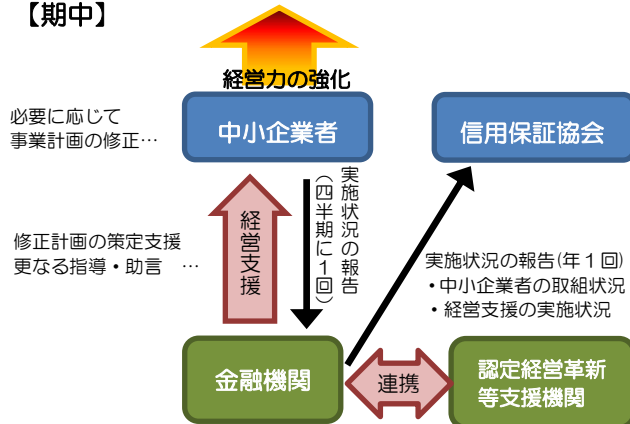 【期中】
経営力の強化
必要に応じて
事業計画の修正…
中小企業者
信用保証協会
修正計画の策定支援
更なる指導・助言 …
経営支援
実施状況の報告
(四半期に1回)
実施状況の報告(年1回)
・中小企業者の取組状況
・経営支援の実施状況
金融機関
連携
認定経営革新
等支援機関